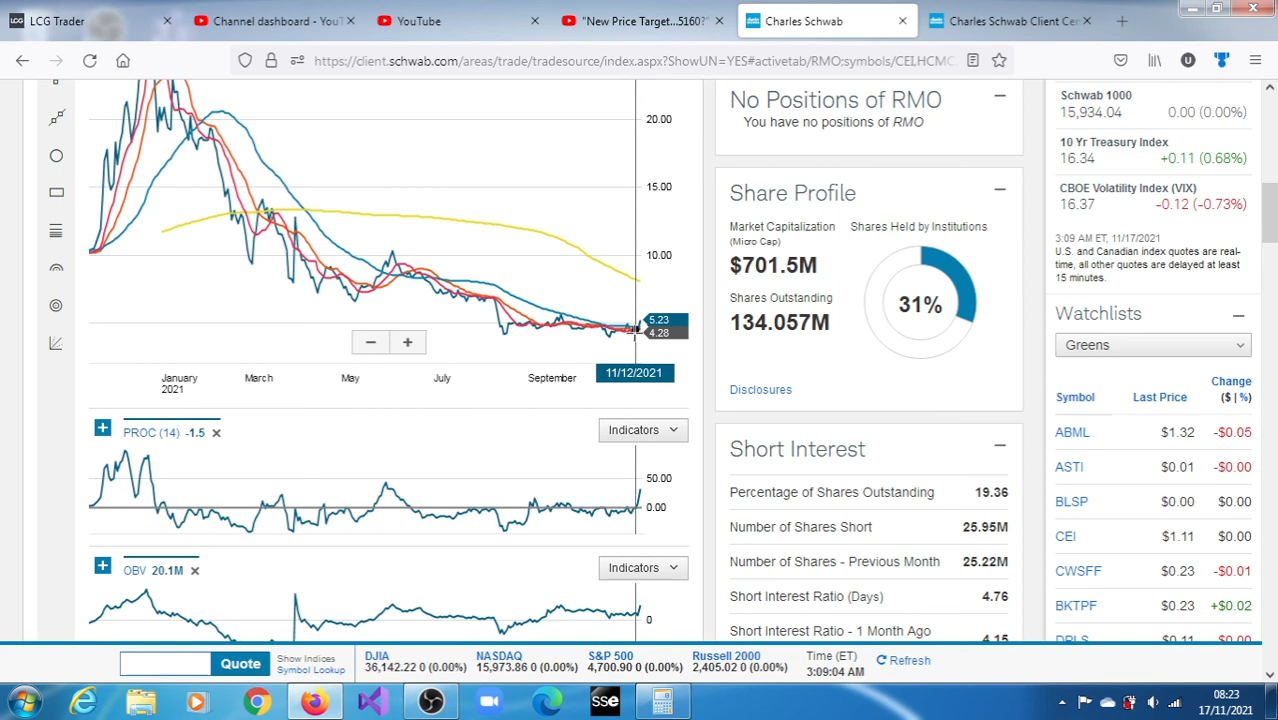 LCG Trader
Channel dashboard - YouT
YouTube
"New Price Target...5160?"
Charles Schwab
Charles Schwab Client Cen
https://client.schwab.com/areas/trade/tradesource/index.aspx?ShowUN=YES#activetab/RMO:symbols/CEI,HCMC,
20.00
15.00
10.00
5.23
4.28
11/12/2021
January
2021
March
May
July
September
PROC (14) -1.5
Indicators
50.00
0.00
OBV 20.1M
Indicators
0
No Positions of RMO
You have no positions of RMO
Share Profile
Market Capitalization
(Micro Cap)
$701.5M
Shares Outstanding
134.057M
Shares Held by Institutions
31%
Disclosures
Short Interest
Percentage of Shares Outstanding 19.36
Number of Shares Short 25.95M
Number of Shares - Previous Month 25.22M
Short Interest Ratio (Days) 4.76
Short Interest Ratio - 1 Month Ago 4.15
Schwab 1000
15,934.04 0.00 (0.00%)
10 Yr Treasury Index
16.34 +0.11 (0.68%)
CBOE Volatility Index (VIX)
16.37 -0.12 (-0.73%)
3:09 AM ET, 11/17/2021
U.S. and Canadian index quotes are real-
time, all other quotes are delayed at least
15 minutes.
Watchlists
Greens
Symbol Last Price Change
($ | %)
ABML $1.32 -$0.05
ASTI $0.01 -$0.00
BLSP $0.00 $0.00
CEI $1.11 $0.00
CWSFF $0.23 -$0.01
BKTPF $0.23 +$0.02
DPLS $0.11 $0.00
Quote
Show Indices
Symbol Lookup
DJIA
36,142.22 0 (0.00%)
NASDAQ
15,973.86 0 (0.00%)
S&P 500
4,700.90 0 (0.00%)
Russell 2000
2,405.02 0 (0.00%)
Time (ET)
3:09:04 AM
Refresh
sse
08:23
17/11/2021